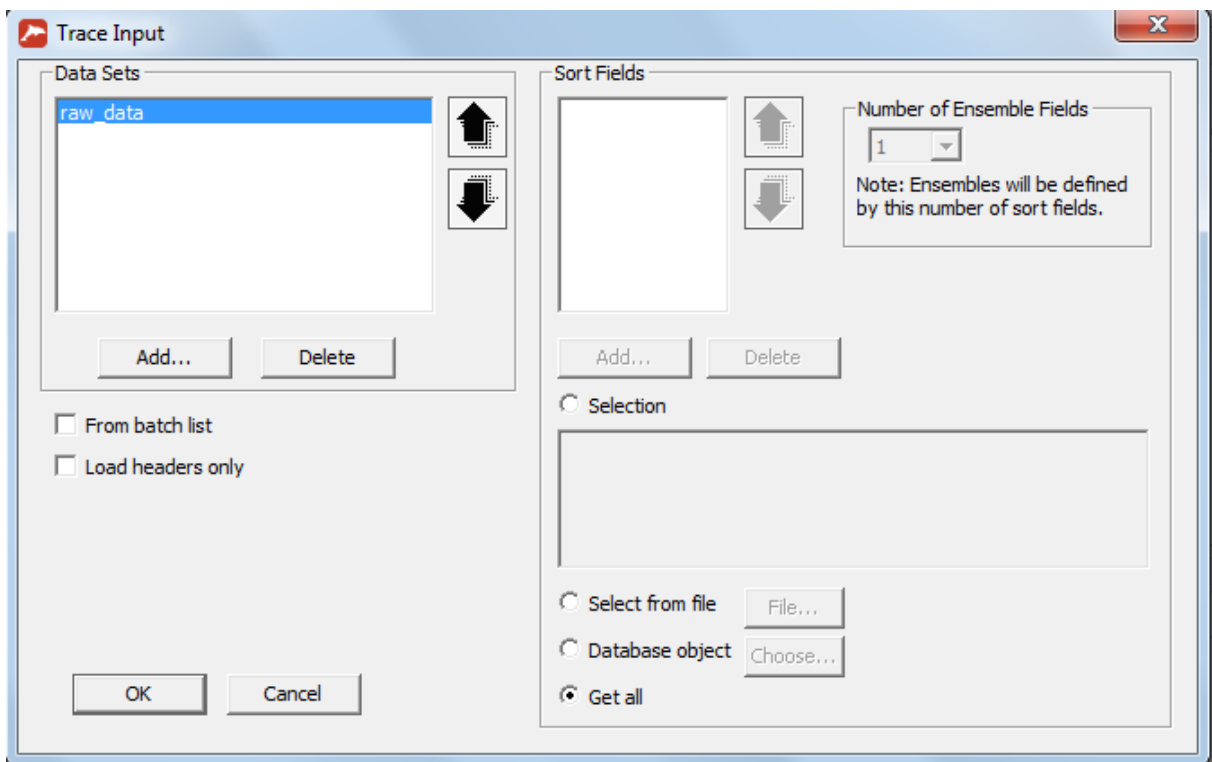 Trace Input
X
Data Sets
raw_data
Add...
Delete
From batch list
Load headers only
OK
Cancel
Sort Fields
Number of Ensemble Fields
1
Note: Ensembles will be defined
by this number of sort fields.
Add...
Delete
Selection
Select from file
File...
Database object
Choose...
Get all